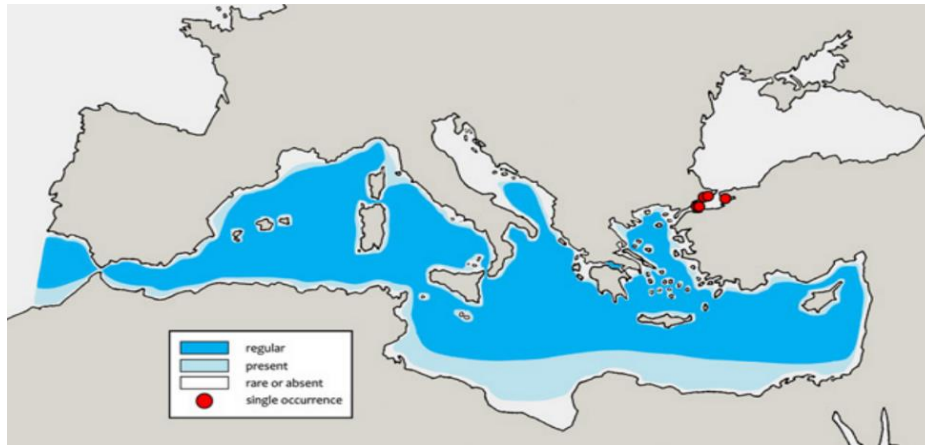 regular
present
rare or absent
single occurrence